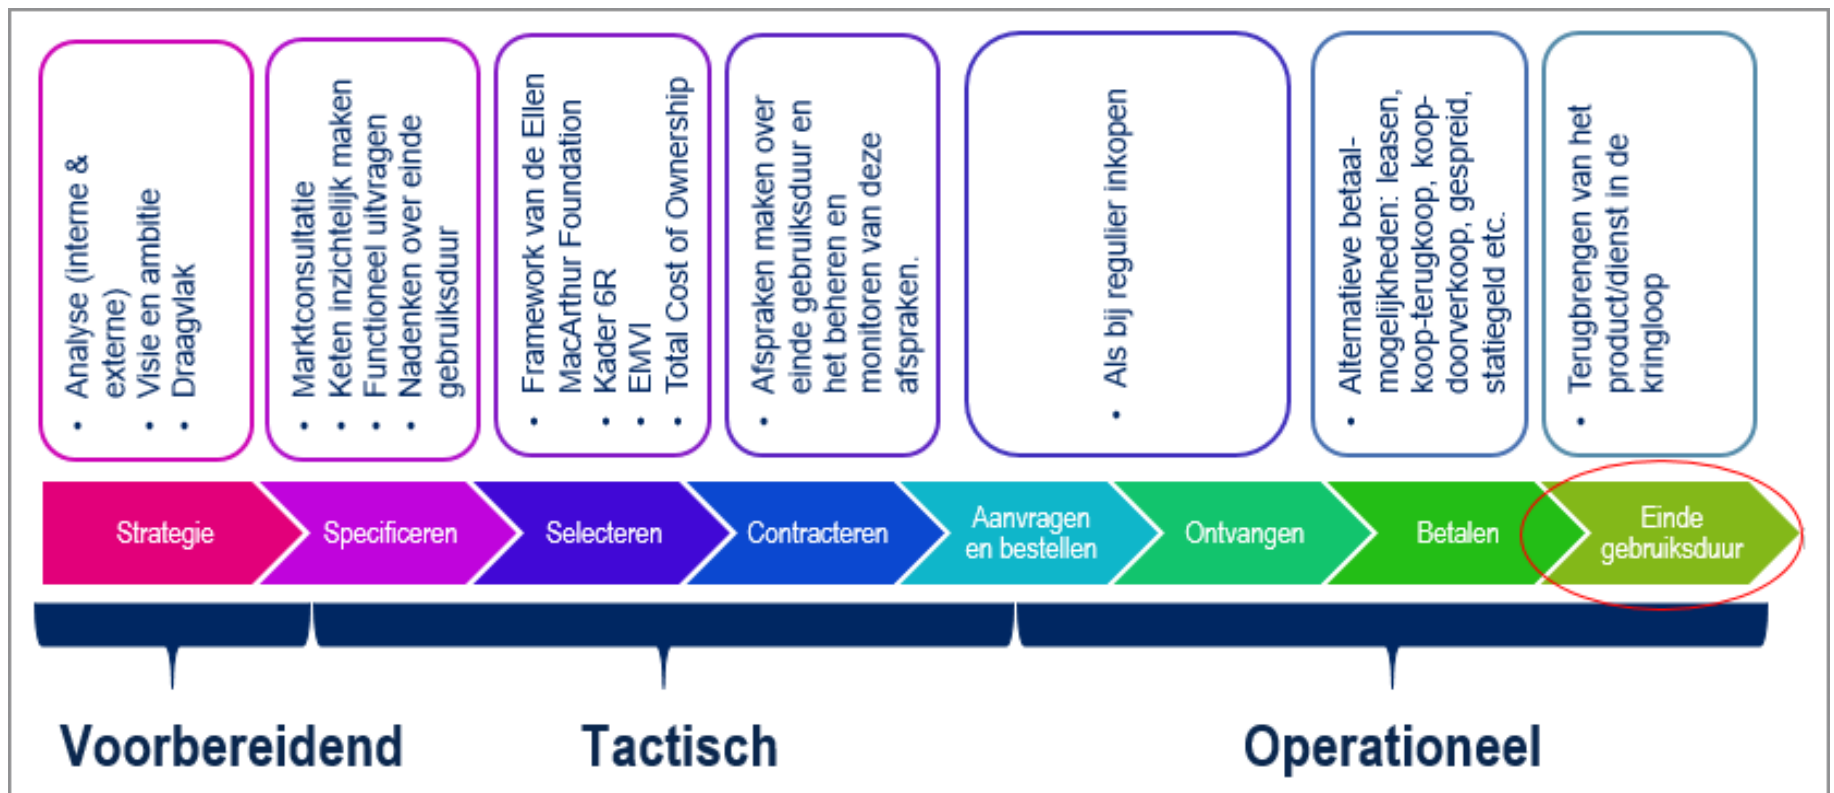 • Analyse (interne &
externe)
• Visie en ambitie
• Draagvlak
• Marktconsultatie
• Keten inzichtelijk maken
• Functioneel uitvragen
• Nadenken over einde
gebruiksduur
• Framework van de Ellen
MacArthur Foundation
• Kader 6R
• EMVI
• Total Cost of Ownership
• Afspraken maken over
einde gebruiksduur en
het beheren en
monitoren van deze
afspraken.
• Als bij regulier inkopen
• Alternatieve betaal-
mogelijkheden: leasen,
koop-terugkoop, koop-
doorverkoop, gespreid,
statiegeld etc.
• Terugbrengen van het
product/dienst in de
kringloop
Strategie
Specificeren
Selecteren
Contracteren
Aanvragen
en bestellen
Ontvangen
Betalen
Einde
gebruiksduur
Voorbereidend
Tactisch
Operationeel